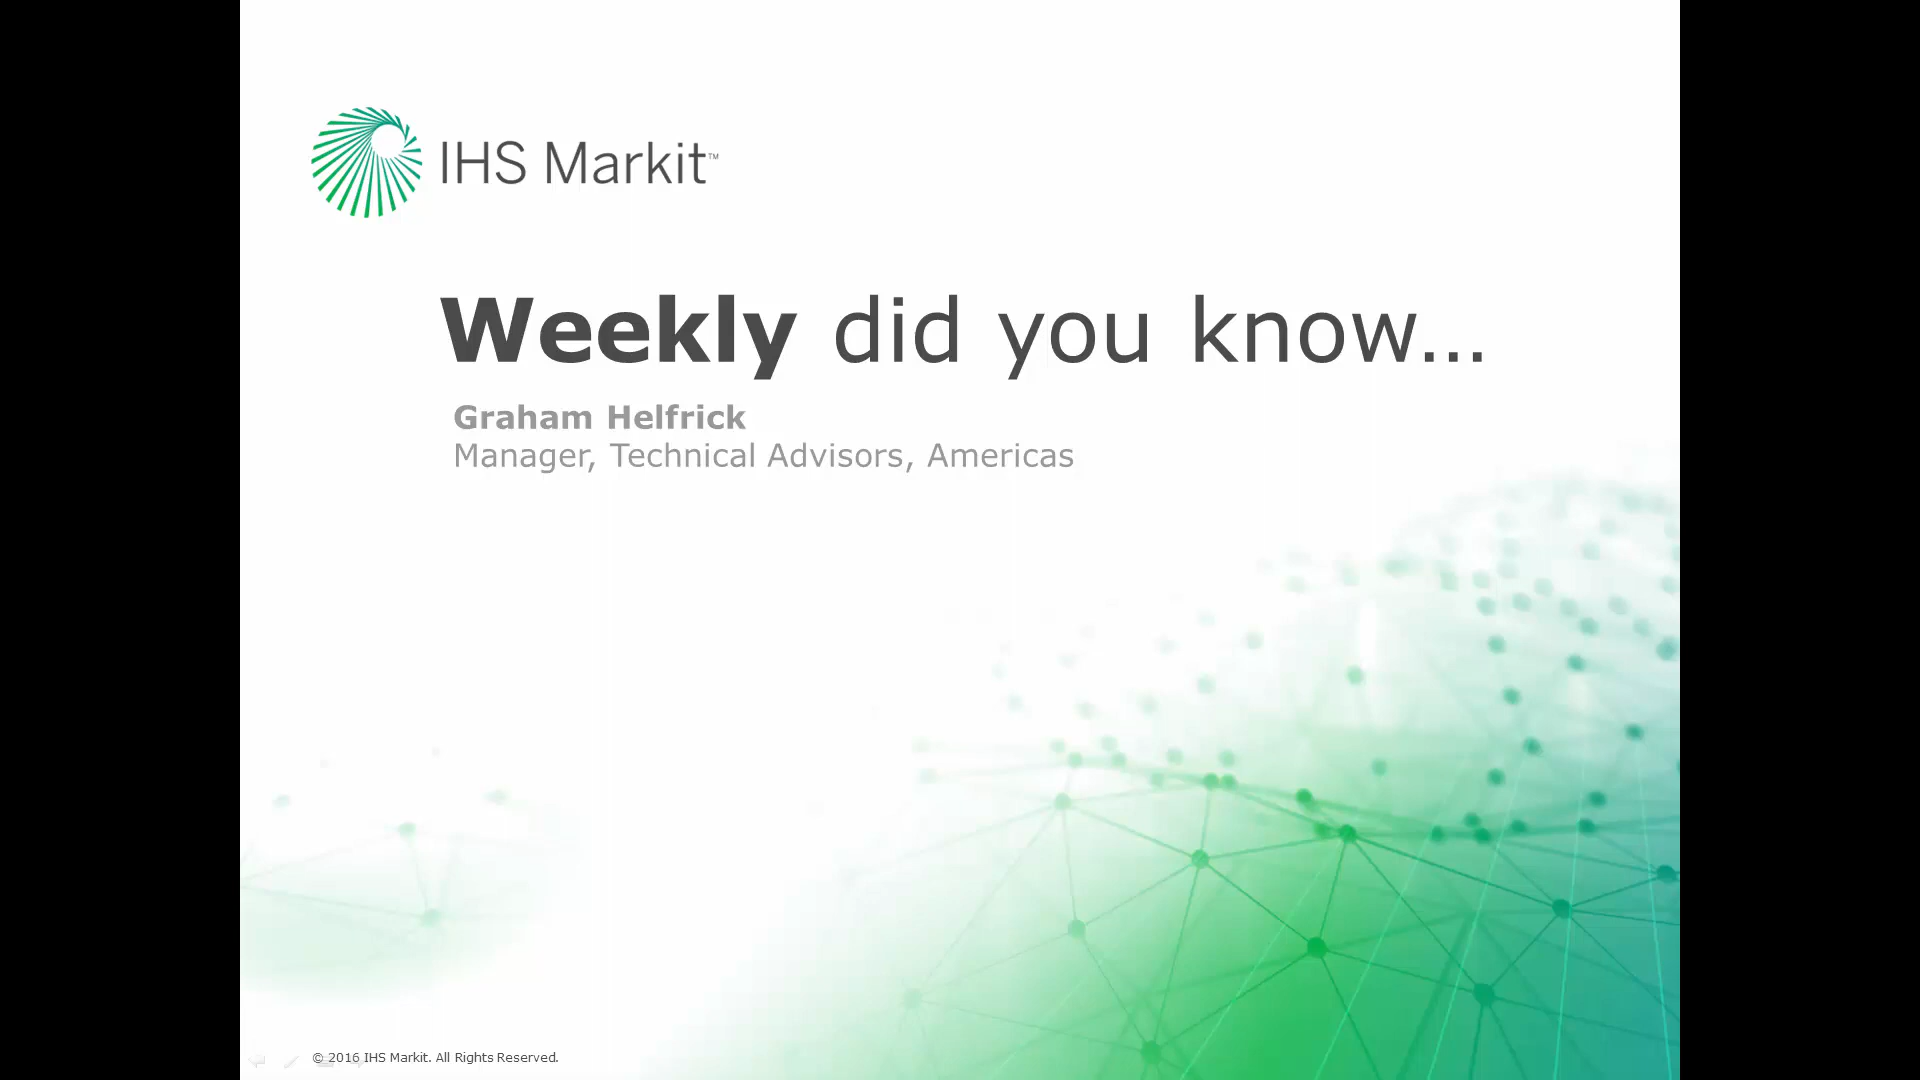 IHS Markit™
Weekly did you know...
Graham Helfrick
Manager, Technical Advisors, Americas
© 2016 IHS Markit. All Rights Reserved.